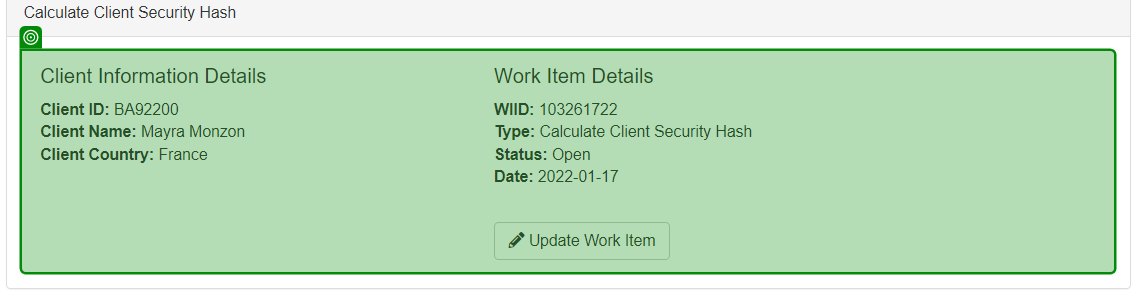 Calculate Client Security Hash
Client Information Details
Client ID: BA92200
Client Name: Mayra Monzon
Client Country: France
Work Item Details
WIID: 103261722
Type: Calculate Client Security Hash
Status: Open
Date: 2022-01-17
Update Work Item